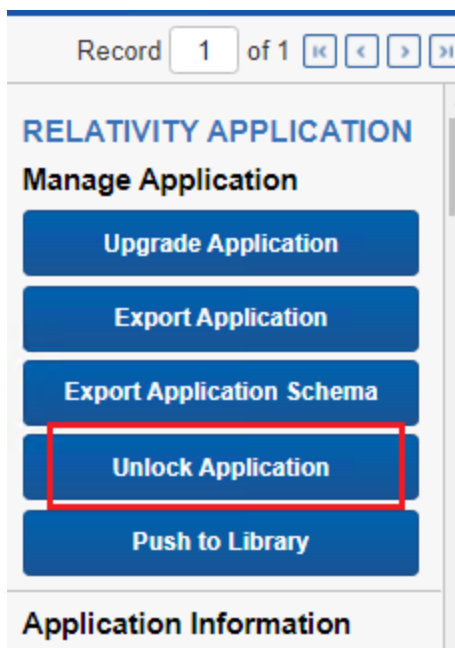 Record 1 of 1
RELATIVITY APPLICATION
Manage Application
Upgrade Application
Export Application
Export Application Schema
Unlock Application
Push to Library
Application Information